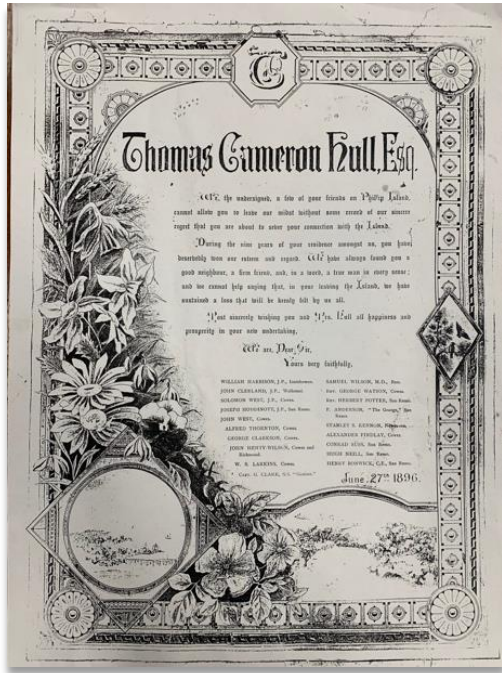 Thomas Cameron Hull, Esq.
We, the undersigned, a few of your friends on Phillip Island,
cannot allow you to leave our midst without some record of our sincere
regret that you are about to sever your connection with the Island.
During the nine years of your residence amongst us, you have
deservedly won our esteem and regard. We have always found you a
good neighbour, a firm friend, and, in a word, a true man in every sense;
and we cannot help saying that, in your leaving the Island, we have
sustained a loss that will be keenly felt by us all.
Most sincerely wishing you and Mrs. Hull all happiness and
prosperity in your new undertaking,
We are, Dear Sir,
Yours very faithfully,
WILLIAM HARBISON, J.P.,
JOHN CLELAND, J.P.,
SOLOMON WEST, J.P., Cowes.
JOSEPH J.P., San Remo.
JOHN WEST, Cowes.
ALFRED THORNTON, Cowes.
GEORGE CLARKSON, Cowes.
JOHN HENTY-WILSON, Cowes and
Richmond.
W. R. LARKINS, Cowes.
CAPT. G. CLARK, S.S. "Genista."
SAMUEL WILSON, M.D.,
REV. GEORGE WATSON, Cowes.
REV. HERBERT POTTER, San Remo.
P. ANDERSON, "The Grange," San
Remo.
STANLEY S.
ALEXANDER FINDLAY, Cowes.
CONRAD San Remo.
HUGH San Remo.
HENRY BOSWICK, C.E., San Remo.
June 27th 1896.